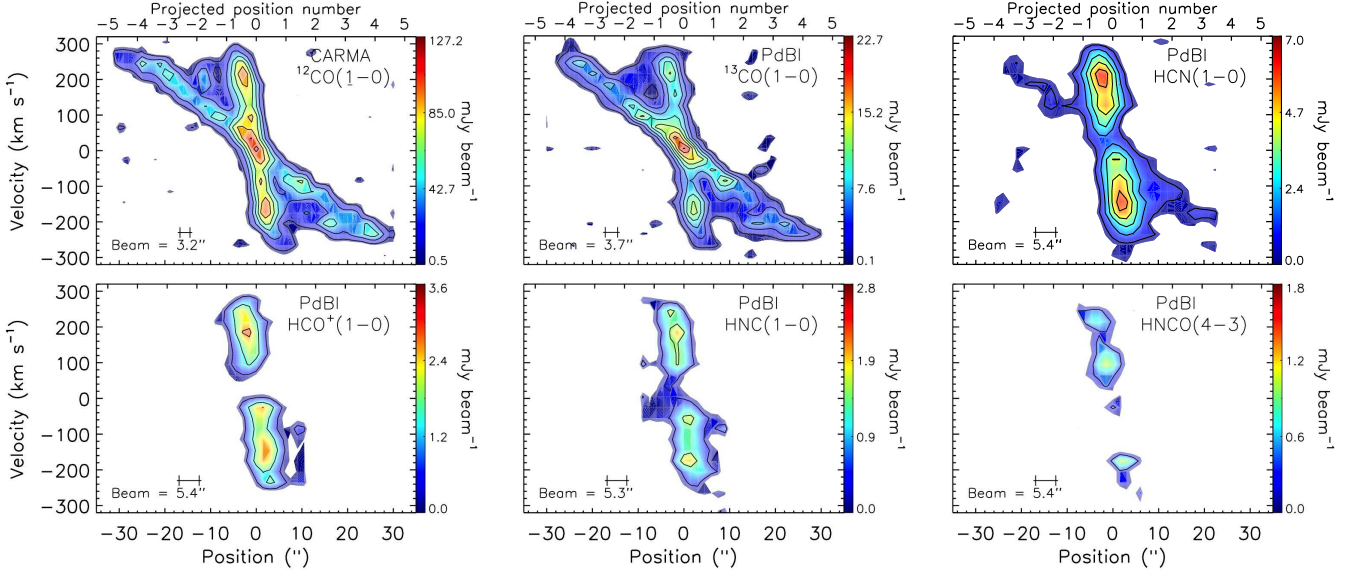 Projected position number
Projected position number
Projected position number
-5 -4 -3 -2 -1 0 1 2 3 4 5
-5 -4 -3 -2 -1 0 1 2 3 4 5
-5 -4 -3 -2 -1 0 1 2 3 4 5
Velocity (km s⁻¹)
300
200
100
0
−100
−200
−300
CARMA
¹²CO(1−0)
Beam = 3.2"
127.2
85.0
42.7
0.5
mJy beam⁻¹
PdBI
¹³CO(1−0)
Beam = 3.7"
22.7
15.2
7.6
0.1
mJy beam⁻¹
PdBI
HCN(1−0)
Beam = 5.4"
7.0
4.7
2.4
0.0
mJy beam⁻¹
Velocity (km s⁻¹)
300
200
100
0
−100
−200
−300
PdBI
HCO⁺(1−0)
Beam = 5.4"
3.6
2.4
1.2
0.0
mJy beam⁻¹
PdBI
HNC(1−0)
Beam = 5.3"
2.8
1.9
0.9
0.0
mJy beam⁻¹
PdBI
HNCO(4−3)
Beam = 5.4"
1.8
1.2
0.6
0.0
mJy beam⁻¹
−30 −20 −10 0 10 20 30
−30 −20 −10 0 10 20 30
−30 −20 −10 0 10 20 30
Position (")
Position (")
Position (")